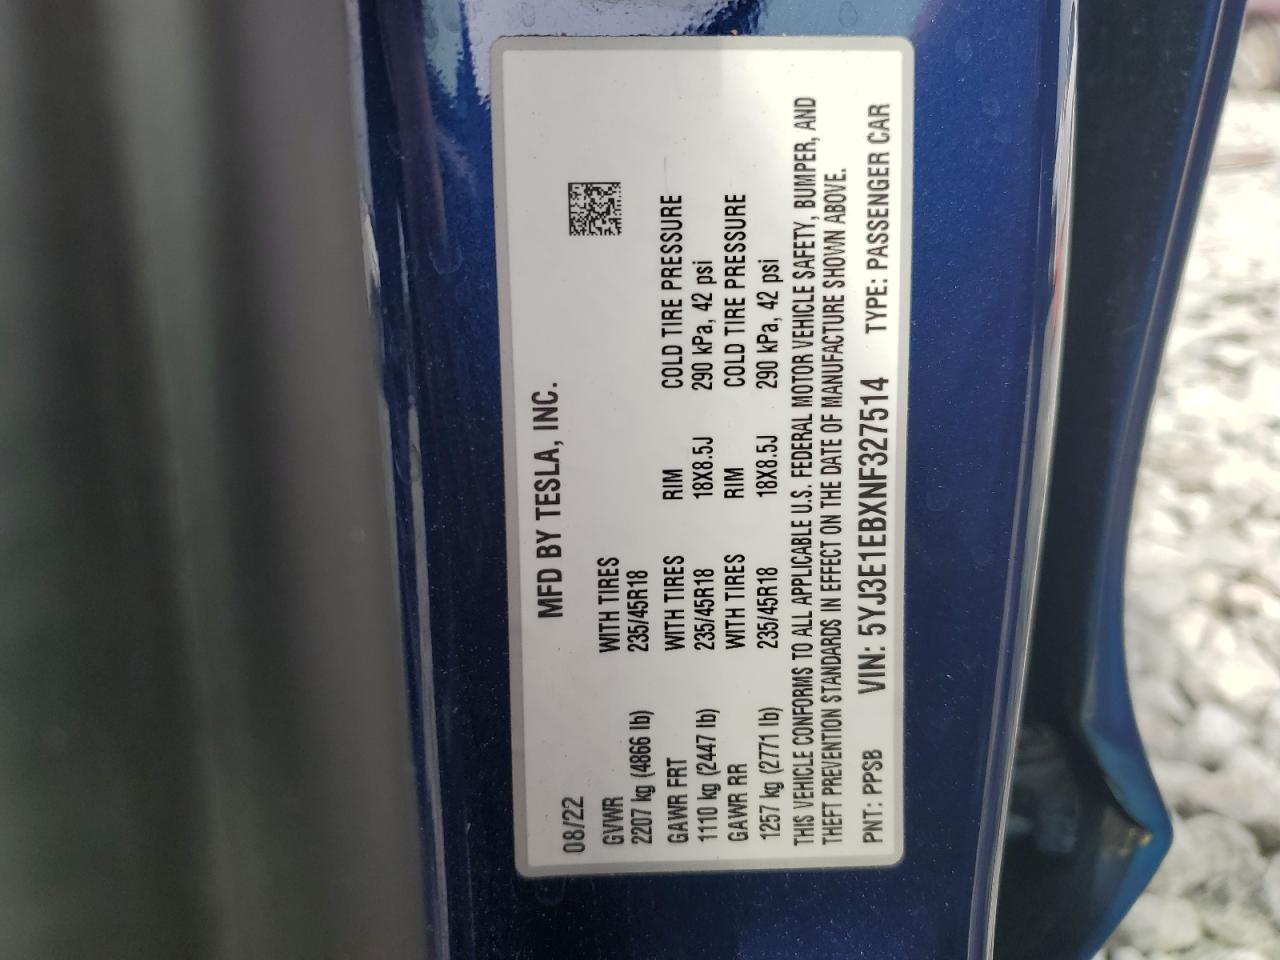 MFD BY TESLA, INC.
08/22
GVWR WITH TIRES
2207 kg (4866 lb) 235/45R18
GAWR FRT WITH TIRES RIM COLD TIRE PRESSURE
1110 kg (2447 lb) 235/45R18 18X8.5J 290 kPa, 42 psi
GAWR RR WITH TIRES RIM COLD TIRE PRESSURE
1257 kg (2771 lb) 235/45R18 18X8.5J 290 kPa, 42 psi
THIS VEHICLE CONFORMS TO ALL APPLICABLE U.S. FEDERAL MOTOR VEHICLE SAFETY, BUMPER, AND
THEFT PREVENTION STANDARDS IN EFFECT ON THE DATE OF MANUFACTURE SHOWN ABOVE.
PNT: PPSB VIN: 5YJ3E1EBXNF327514 TYPE: PASSENGER CAR